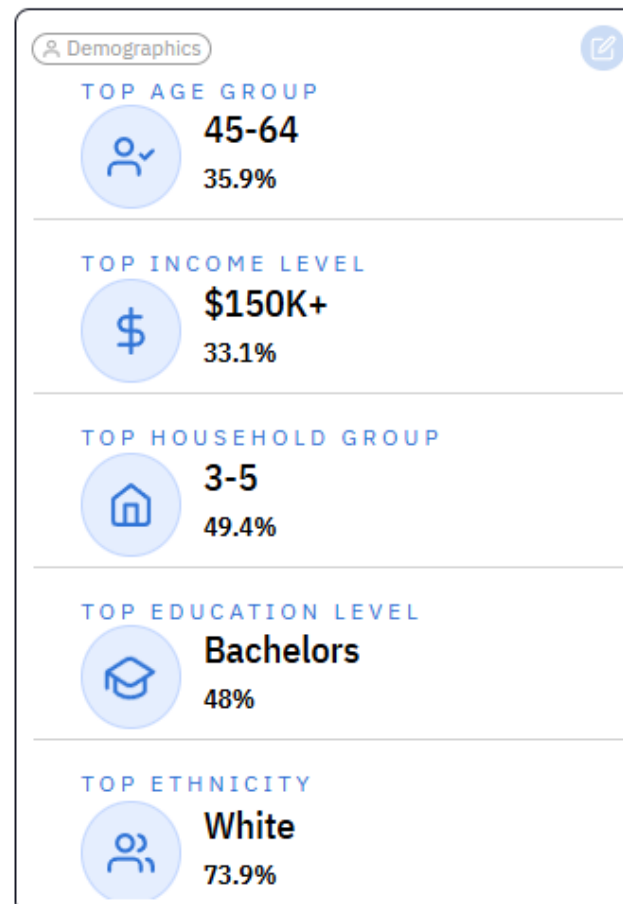 Demographics
TOP AGE GROUP
45-64
35.9%
TOP INCOME LEVEL
$150K+
33.1%
TOP HOUSEHOLD GROUP
3-5
49.4%
TOP EDUCATION LEVEL
Bachelors
48%
TOP ETHNICITY
White
73.9%